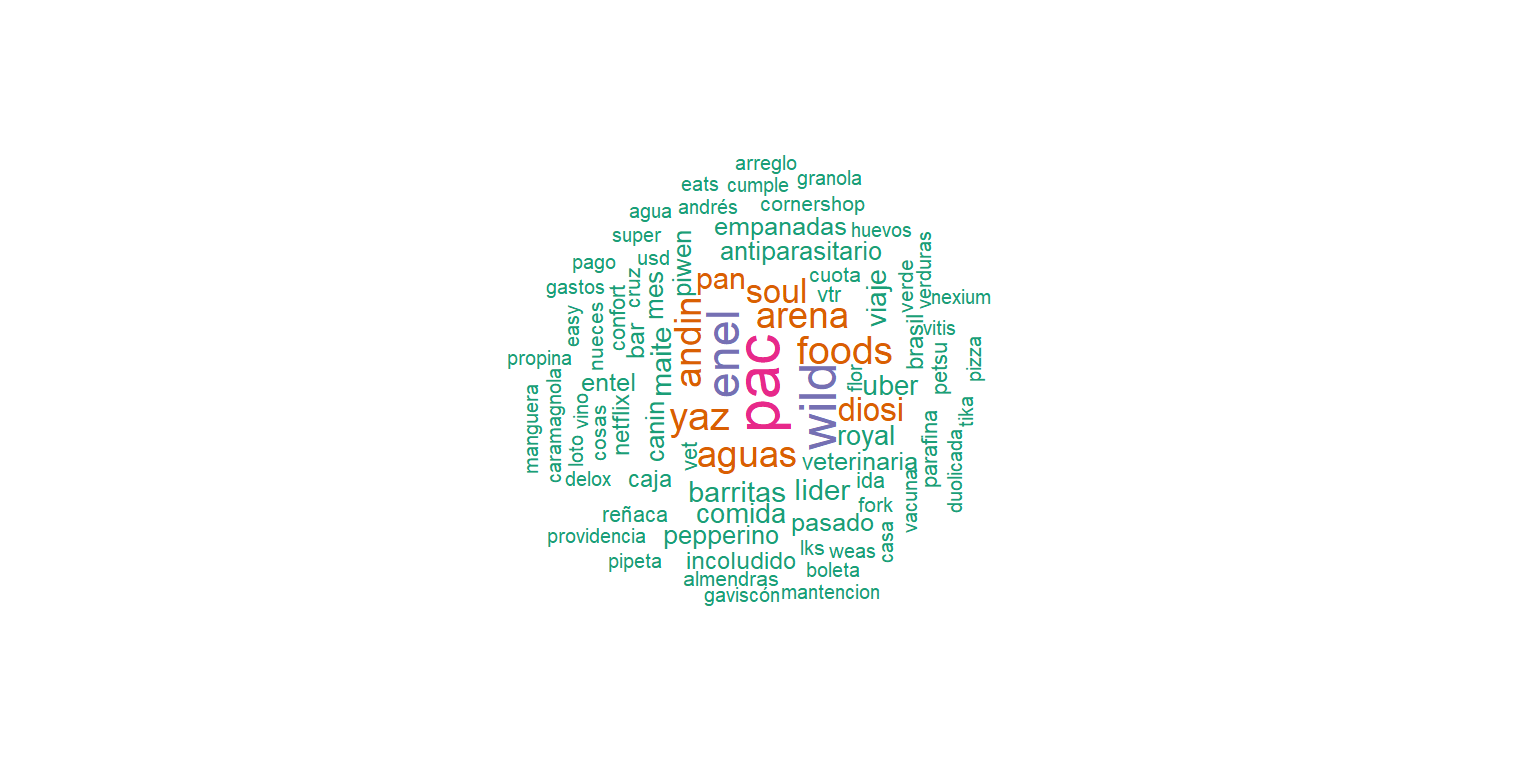 arreglo
eats
cumple
granola
agua
andrés
cornershop
super
empanadas
huevos
pago
usd
piwen
antiparasitario
verduras
gastos
cruz
mes
pan
soul
cuota
vtr
viaje
verde
nexium
easy
nueces
confort
bar
andin
enel
arena
brasil
vitis
propina
maite
pac
foods
petsu
pizza
entel
wild
flor
uber
manguera
caramagnola
vino
cosas
netflix
canin
yaz
diosi
royal
parafina
tika
loto
vet
aguas
veterinaria
duolicada
delox
caja
barritas
lider
ida
vacuna
reñaca
comida
fork
providencia
pepperino
pasado
casa
pipeta
incoludido
lks
weas
almendras
boleta
gaviscón
mantencion